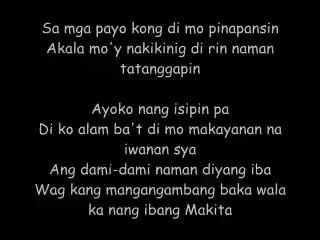 Sa mga payo kong di mo pinapansin
Akala mo'y nakikinig di rin naman
tatanggapin
Ayoko nang isipin pa
Di ko alam ba't di mo makayanan na
iwanan sya
Ang dami-dami naman diyang iba
Wag kang mangangambang baka wala
ka nang ibang Makita